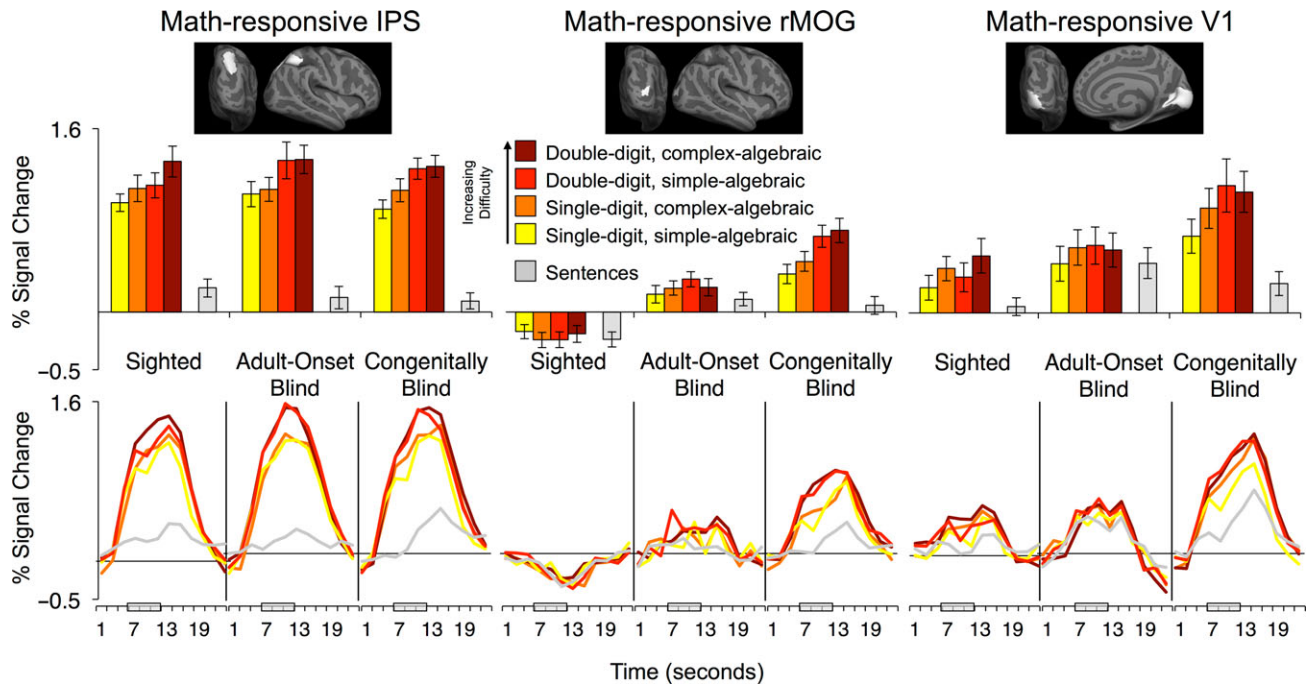 Math-responsive IPS
Math-responsive rMOG
Math-responsive V1
1.6
% Signal Change
−0.5
Increasing
Difficulty
Double-digit, complex-algebraic
Double-digit, simple-algebraic
Single-digit, complex-algebraic
Single-digit, simple-algebraic
Sentences
Sighted
Adult-Onset
Blind
Congenitally
Blind
Sighted
Adult-Onset
Blind
Congenitally
Blind
Sighted
Adult-Onset
Blind
Congenitally
Blind
1.6
% Signal Change
−0.5
1 7 13 19 1 7 13 19 1 7 13 19 1 7 13 19 1 7 13 19 1 7 13 19 1 7 13 19 1 7 13 19 1 7 13 19
Time (seconds)